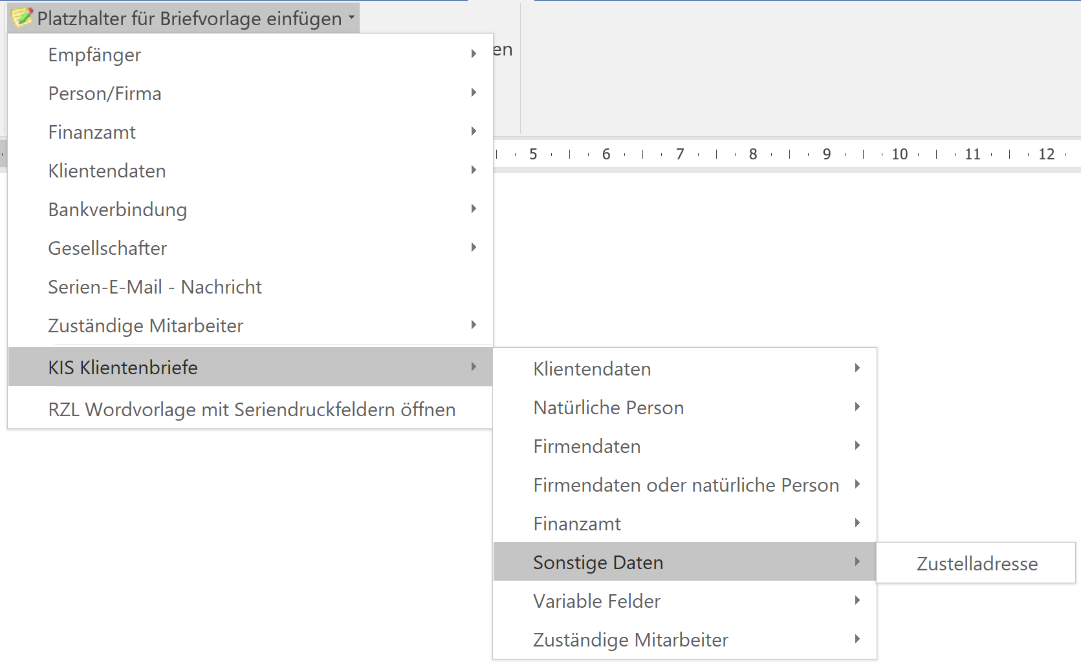 Platzhalter für Briefvorlage einfügen
en
Empfänger
Person/Firma
Finanzamt
Klientendaten
5 6 7 8 9 10 11 12
Bankverbindung
Gesellschafter
Serien-E-Mail - Nachricht
Zuständige Mitarbeiter
KIS Klientenbriefe
RZL Wordvorlage mit Seriendruckfeldern öffnen
Klientendaten
Natürliche Person
Firmendaten
Firmendaten oder natürliche Person
Finanzamt
Sonstige Daten
Variable Felder
Zuständige Mitarbeiter
Zustelladresse